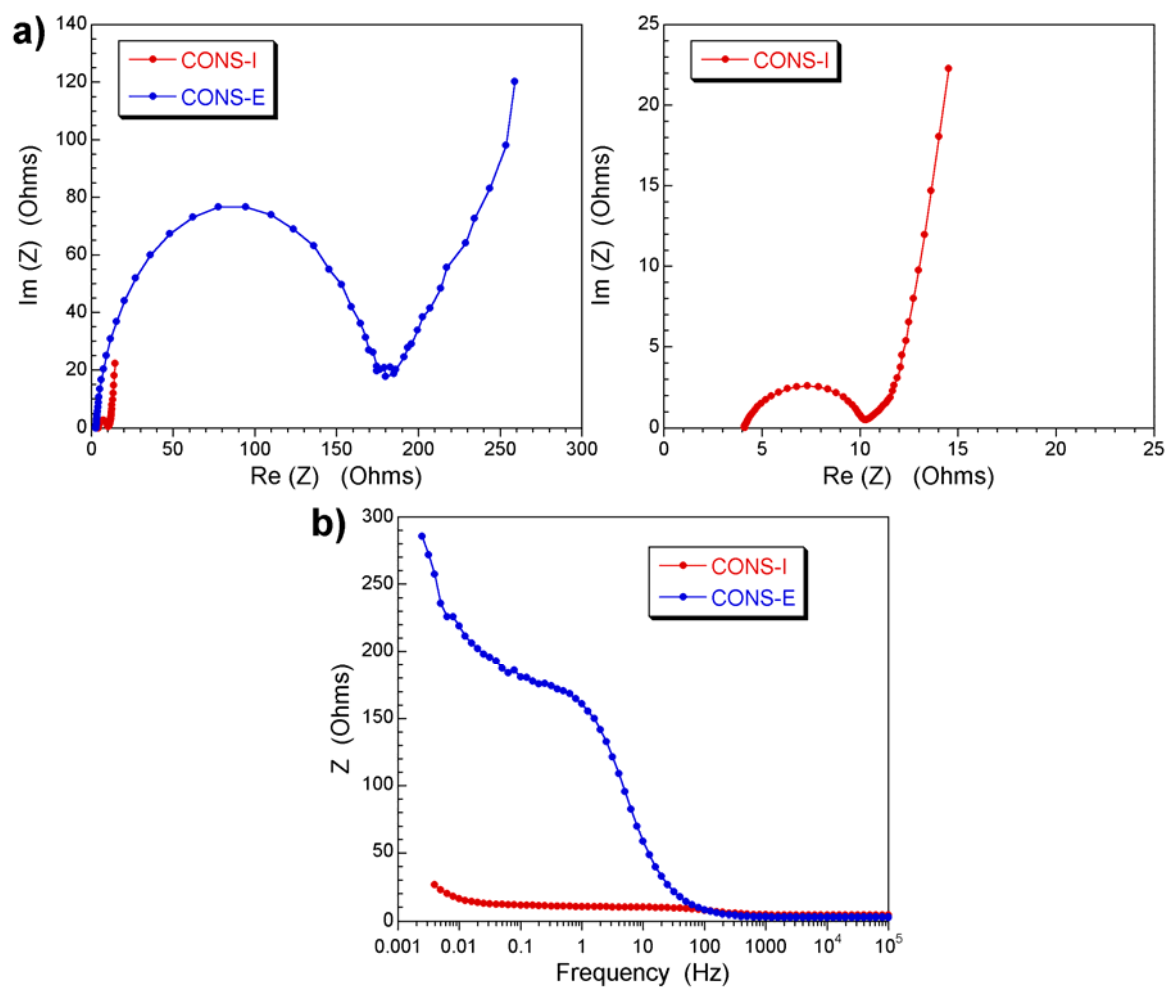 a)
140
120
100
80
60
40
20
0
Im (Z) (Ohms)
CONS-I
CONS-E
0 50 100 150 200 250 300
Re (Z) (Ohms)
25
20
15
10
5
0
Im (Z) (Ohms)
CONS-I
0 5 10 15 20 25
Re (Z) (Ohms)
b)
300
250
200
150
100
50
0
Z (Ohms)
CONS-I
CONS-E
0.001 0.01 0.1 1 10 100 1000 10⁴ 10⁵
Frequency (Hz)